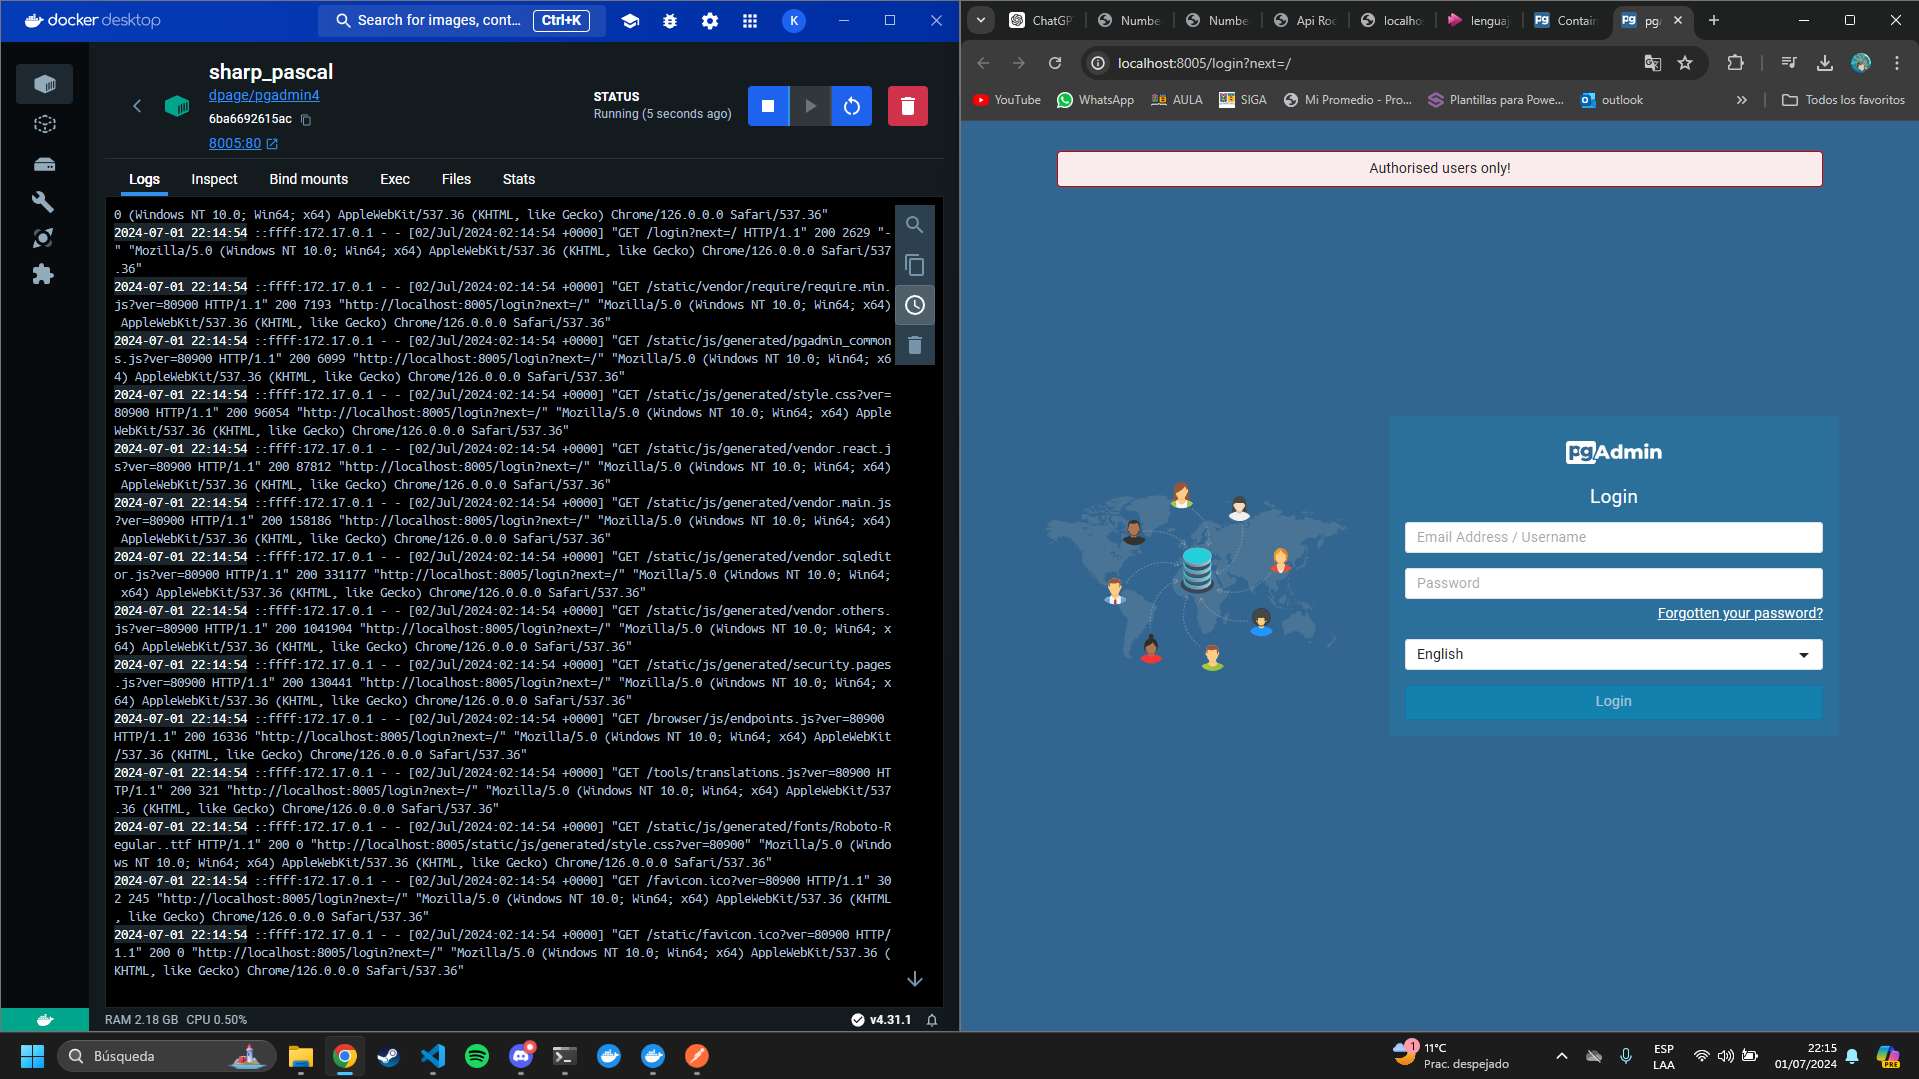 docker desktop
Search for images, cont...
Ctrl+K
K
sharp_pascal
dpage/pgadmin4
6ba6692615ac
8005:80
STATUS
Running (5 seconds ago)
Logs
Inspect
Bind mounts
Exec
Files
Stats
0 (Windows NT 10.0; Win64; x64) AppleWebKit/537.36 (KHTML, like Gecko) Chrome/126.0.0.0 Safari/537.36"
2024-07-01 22:14:54 ::ffff:172.17.0.1 - - [02/Jul/2024:02:14:54 +0000] "GET /login?next=/ HTTP/1.1" 200 2629 "-
" "Mozilla/5.0 (Windows NT 10.0; Win64; x64) AppleWebKit/537.36 (KHTML, like Gecko) Chrome/126.0.0.0 Safari/537
.36"
2024-07-01 22:14:54 ::ffff:172.17.0.1 - - [02/Jul/2024:02:14:54 +0000] "GET /static/vendor/require/require.min.
js?ver=80900 HTTP/1.1" 200 7193 "http://localhost:8005/login?next=/" "Mozilla/5.0 (Windows NT 10.0; Win64; x64)
AppleWebKit/537.36 (KHTML, like Gecko) Chrome/126.0.0.0 Safari/537.36"
2024-07-01 22:14:54 ::ffff:172.17.0.1 - - [02/Jul/2024:02:14:54 +0000] "GET /static/js/generated/pgadmin_common
s.js?ver=80900 HTTP/1.1" 200 6099 "http://localhost:8005/login?next=/" "Mozilla/5.0 (Windows NT 10.0; Win64; x6
4) AppleWebKit/537.36 (KHTML, like Gecko) Chrome/126.0.0.0 Safari/537.36"
2024-07-01 22:14:54 ::ffff:172.17.0.1 - - [02/Jul/2024:02:14:54 +0000] "GET /static/js/generated/style.css?ver=
80900 HTTP/1.1" 200 96054 "http://localhost:8005/login?next=/" "Mozilla/5.0 (Windows NT 10.0; Win64; x64) Apple
WebKit/537.36 (KHTML, like Gecko) Chrome/126.0.0.0 Safari/537.36"
2024-07-01 22:14:54 ::ffff:172.17.0.1 - - [02/Jul/2024:02:14:54 +0000] "GET /static/js/generated/vendor.react.j
s?ver=80900 HTTP/1.1" 200 87812 "http://localhost:8005/login?next=/" "Mozilla/5.0 (Windows NT 10.0; Win64; x64)
AppleWebKit/537.36 (KHTML, like Gecko) Chrome/126.0.0.0 Safari/537.36"
2024-07-01 22:14:54 ::ffff:172.17.0.1 - - [02/Jul/2024:02:14:54 +0000] "GET /static/js/generated/vendor.main.js
?ver=80900 HTTP/1.1" 200 158186 "http://localhost:8005/login?next=/" "Mozilla/5.0 (Windows NT 10.0; Win64; x64)
AppleWebKit/537.36 (KHTML, like Gecko) Chrome/126.0.0.0 Safari/537.36"
2024-07-01 22:14:54 ::ffff:172.17.0.1 - - [02/Jul/2024:02:14:54 +0000] "GET /static/js/generated/vendor.sqledit
or.js?ver=80900 HTTP/1.1" 200 331177 "http://localhost:8005/login?next=/" "Mozilla/5.0 (Windows NT 10.0; Win64;
x64) AppleWebKit/537.36 (KHTML, like Gecko) Chrome/126.0.0.0 Safari/537.36"
2024-07-01 22:14:54 ::ffff:172.17.0.1 - - [02/Jul/2024:02:14:54 +0000] "GET /static/js/generated/vendor.others.
js?ver=80900 HTTP/1.1" 200 1041904 "http://localhost:8005/login?next=/" "Mozilla/5.0 (Windows NT 10.0; Win64; x
64) AppleWebKit/537.36 (KHTML, like Gecko) Chrome/126.0.0.0 Safari/537.36"
2024-07-01 22:14:54 ::ffff:172.17.0.1 - - [02/Jul/2024:02:14:54 +0000] "GET /static/js/generated/security.pages
.js?ver=80900 HTTP/1.1" 200 130441 "http://localhost:8005/login?next=/" "Mozilla/5.0 (Windows NT 10.0; Win64; x
64) AppleWebKit/537.36 (KHTML, like Gecko) Chrome/126.0.0.0 Safari/537.36"
2024-07-01 22:14:54 ::ffff:172.17.0.1 - - [02/Jul/2024:02:14:54 +0000] "GET /browser/js/endpoints.js?ver=80900
HTTP/1.1" 200 16336 "http://localhost:8005/login?next=/" "Mozilla/5.0 (Windows NT 10.0; Win64; x64) AppleWebKit
/537.36 (KHTML, like Gecko) Chrome/126.0.0.0 Safari/537.36"
2024-07-01 22:14:54 ::ffff:172.17.0.1 - - [02/Jul/2024:02:14:54 +0000] "GET /tools/translations.js?ver=80900 HT
TP/1.1" 200 321 "http://localhost:8005/login?next=/" "Mozilla/5.0 (Windows NT 10.0; Win64; x64) AppleWebKit/537
.36 (KHTML, like Gecko) Chrome/126.0.0.0 Safari/537.36"
2024-07-01 22:14:54 ::ffff:172.17.0.1 - - [02/Jul/2024:02:14:54 +0000] "GET /static/js/generated/fonts/Roboto-R
egular..ttf HTTP/1.1" 200 0 "http://localhost:8005/static/js/generated/style.css?ver=80900" "Mozilla/5.0 (Windo
ws NT 10.0; Win64; x64) AppleWebKit/537.36 (KHTML, like Gecko) Chrome/126.0.0.0 Safari/537.36"
2024-07-01 22:14:54 ::ffff:172.17.0.1 - - [02/Jul/2024:02:14:54 +0000] "GET /favicon.ico?ver=80900 HTTP/1.1" 30
2 245 "http://localhost:8005/login?next=/" "Mozilla/5.0 (Windows NT 10.0; Win64; x64) AppleWebKit/537.36 (KHTML
, like Gecko) Chrome/126.0.0.0 Safari/537.36"
2024-07-01 22:14:54 ::ffff:172.17.0.1 - - [02/Jul/2024:02:14:54 +0000] "GET /static/favicon.ico?ver=80900 HTTP/
1.1" 200 0 "http://localhost:8005/login?next=/" "Mozilla/5.0 (Windows NT 10.0; Win64; x64) AppleWebKit/537.36 (
KHTML, like Gecko) Chrome/126.0.0.0 Safari/537.36"
RAM 2.18 GB CPU 0.50%
v4.31.1
ChatGP
Numbe
Numbe
Api Roo
localho
lenguaj
Contain
pgA
localhost:8005/login?next=/
YouTube
WhatsApp
AULA
SIGA
Mi Promedio - Pro...
Plantillas para Powe...
outlook
Todos los favoritos
Authorised users only!
pgAdmin
Login
Email Address / Username
Password
Forgotten your password?
English
Login
Búsqueda
1
11°C
Prac. despejado
ESP
LAA
22:15
01/07/2024
PRE